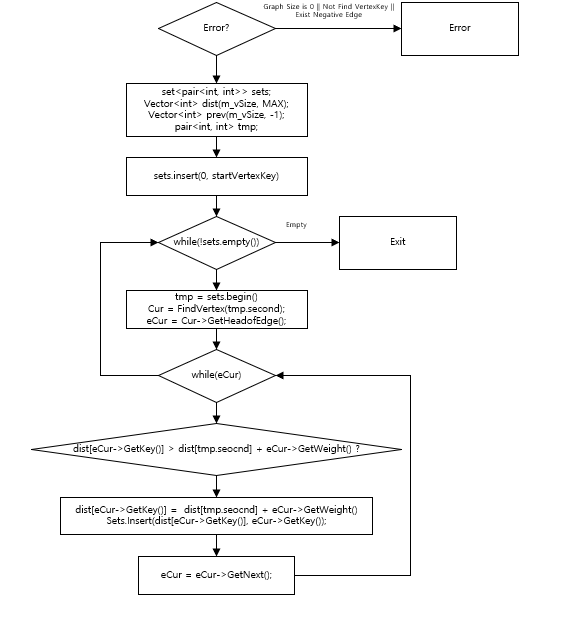 Graph Size is 0 || Not Find VertexKey ||
Exist Negative Edge
Error?
Error
set<pair<int, int>> sets;
Vector<int> dist(m_vSize, MAX);
Vector<int> prev(m_vSize, -1);
pair<int, int> tmp;
sets.insert(0, startVertexKey)
Empty
while(!sets.empty())
Exit
tmp = sets.begin()
Cur = FindVertex(tmp.second);
eCur = Cur->GetHeadofEdge();
while(eCur)
dist[eCur->GetKey()] > dist[tmp.seocnd] + eCur->GetWeight() ?
dist[eCur->GetKey()] = dist[tmp.seocnd] + eCur->GetWeight()
Sets.Insert(dist[eCur->GetKey()], eCur->GetKey());
eCur = eCur->GetNext();